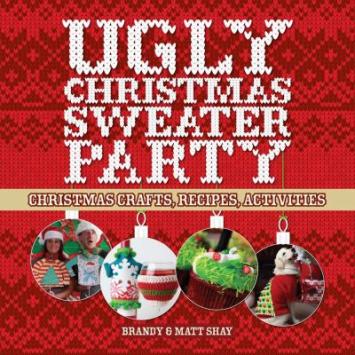 UGLY
CHRISTMAS
SWEATER
PARTY
CHRISTMAS CRAFTS, RECIPES, ACTIVITIES
BRANDY & MATT SHAY